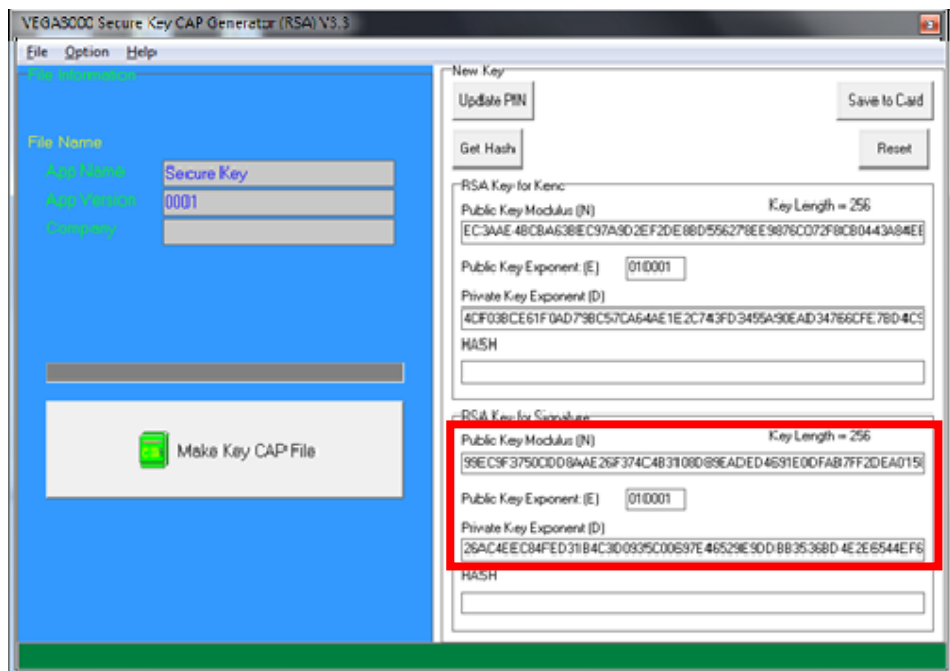 VEGA3000 Secure Key CAP Generator (RSA) V3.3
File Option Help
File Information
File Name
App Name Secure Key
App Version 0001
Company
Make Key CAP File
New Key
Update PIN Save to Card
Get Hash Reset
RSA Key for Kenc
Public Key Modulus (N) Key Length = 256
Public Key Exponent (E) 010001
Private Key Exponent (D)
HASH
RSA Key for Signature
Public Key Modulus (N) Key Length = 256
Public Key Exponent (E) 010001
Private Key Exponent (D)
HASH